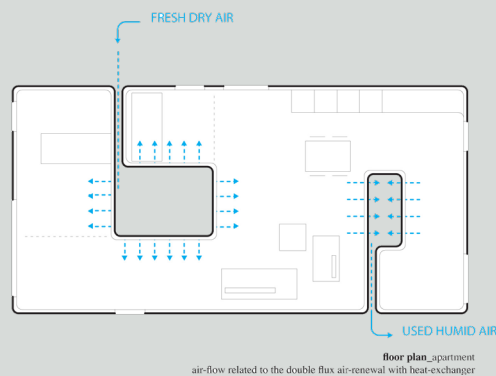 FRESH DRY AIR
USED HUMID AIR
floor plan_apartment
air-flow related to the double flux air-renewal with heat-exchanger